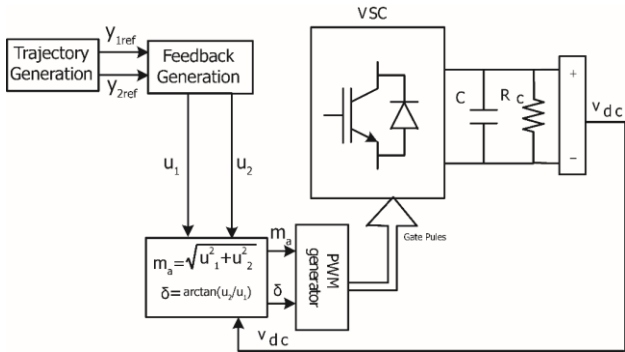 VSC
y1ref
Trajectory
Generation
y2ref
Feedback
Generation
C
R c
+
−
v dc
u1
u2
ma
ma=√u²1+u²2
δ=arctan(u2/u1)
δ
PWM
generator
Gate Pules
v dc